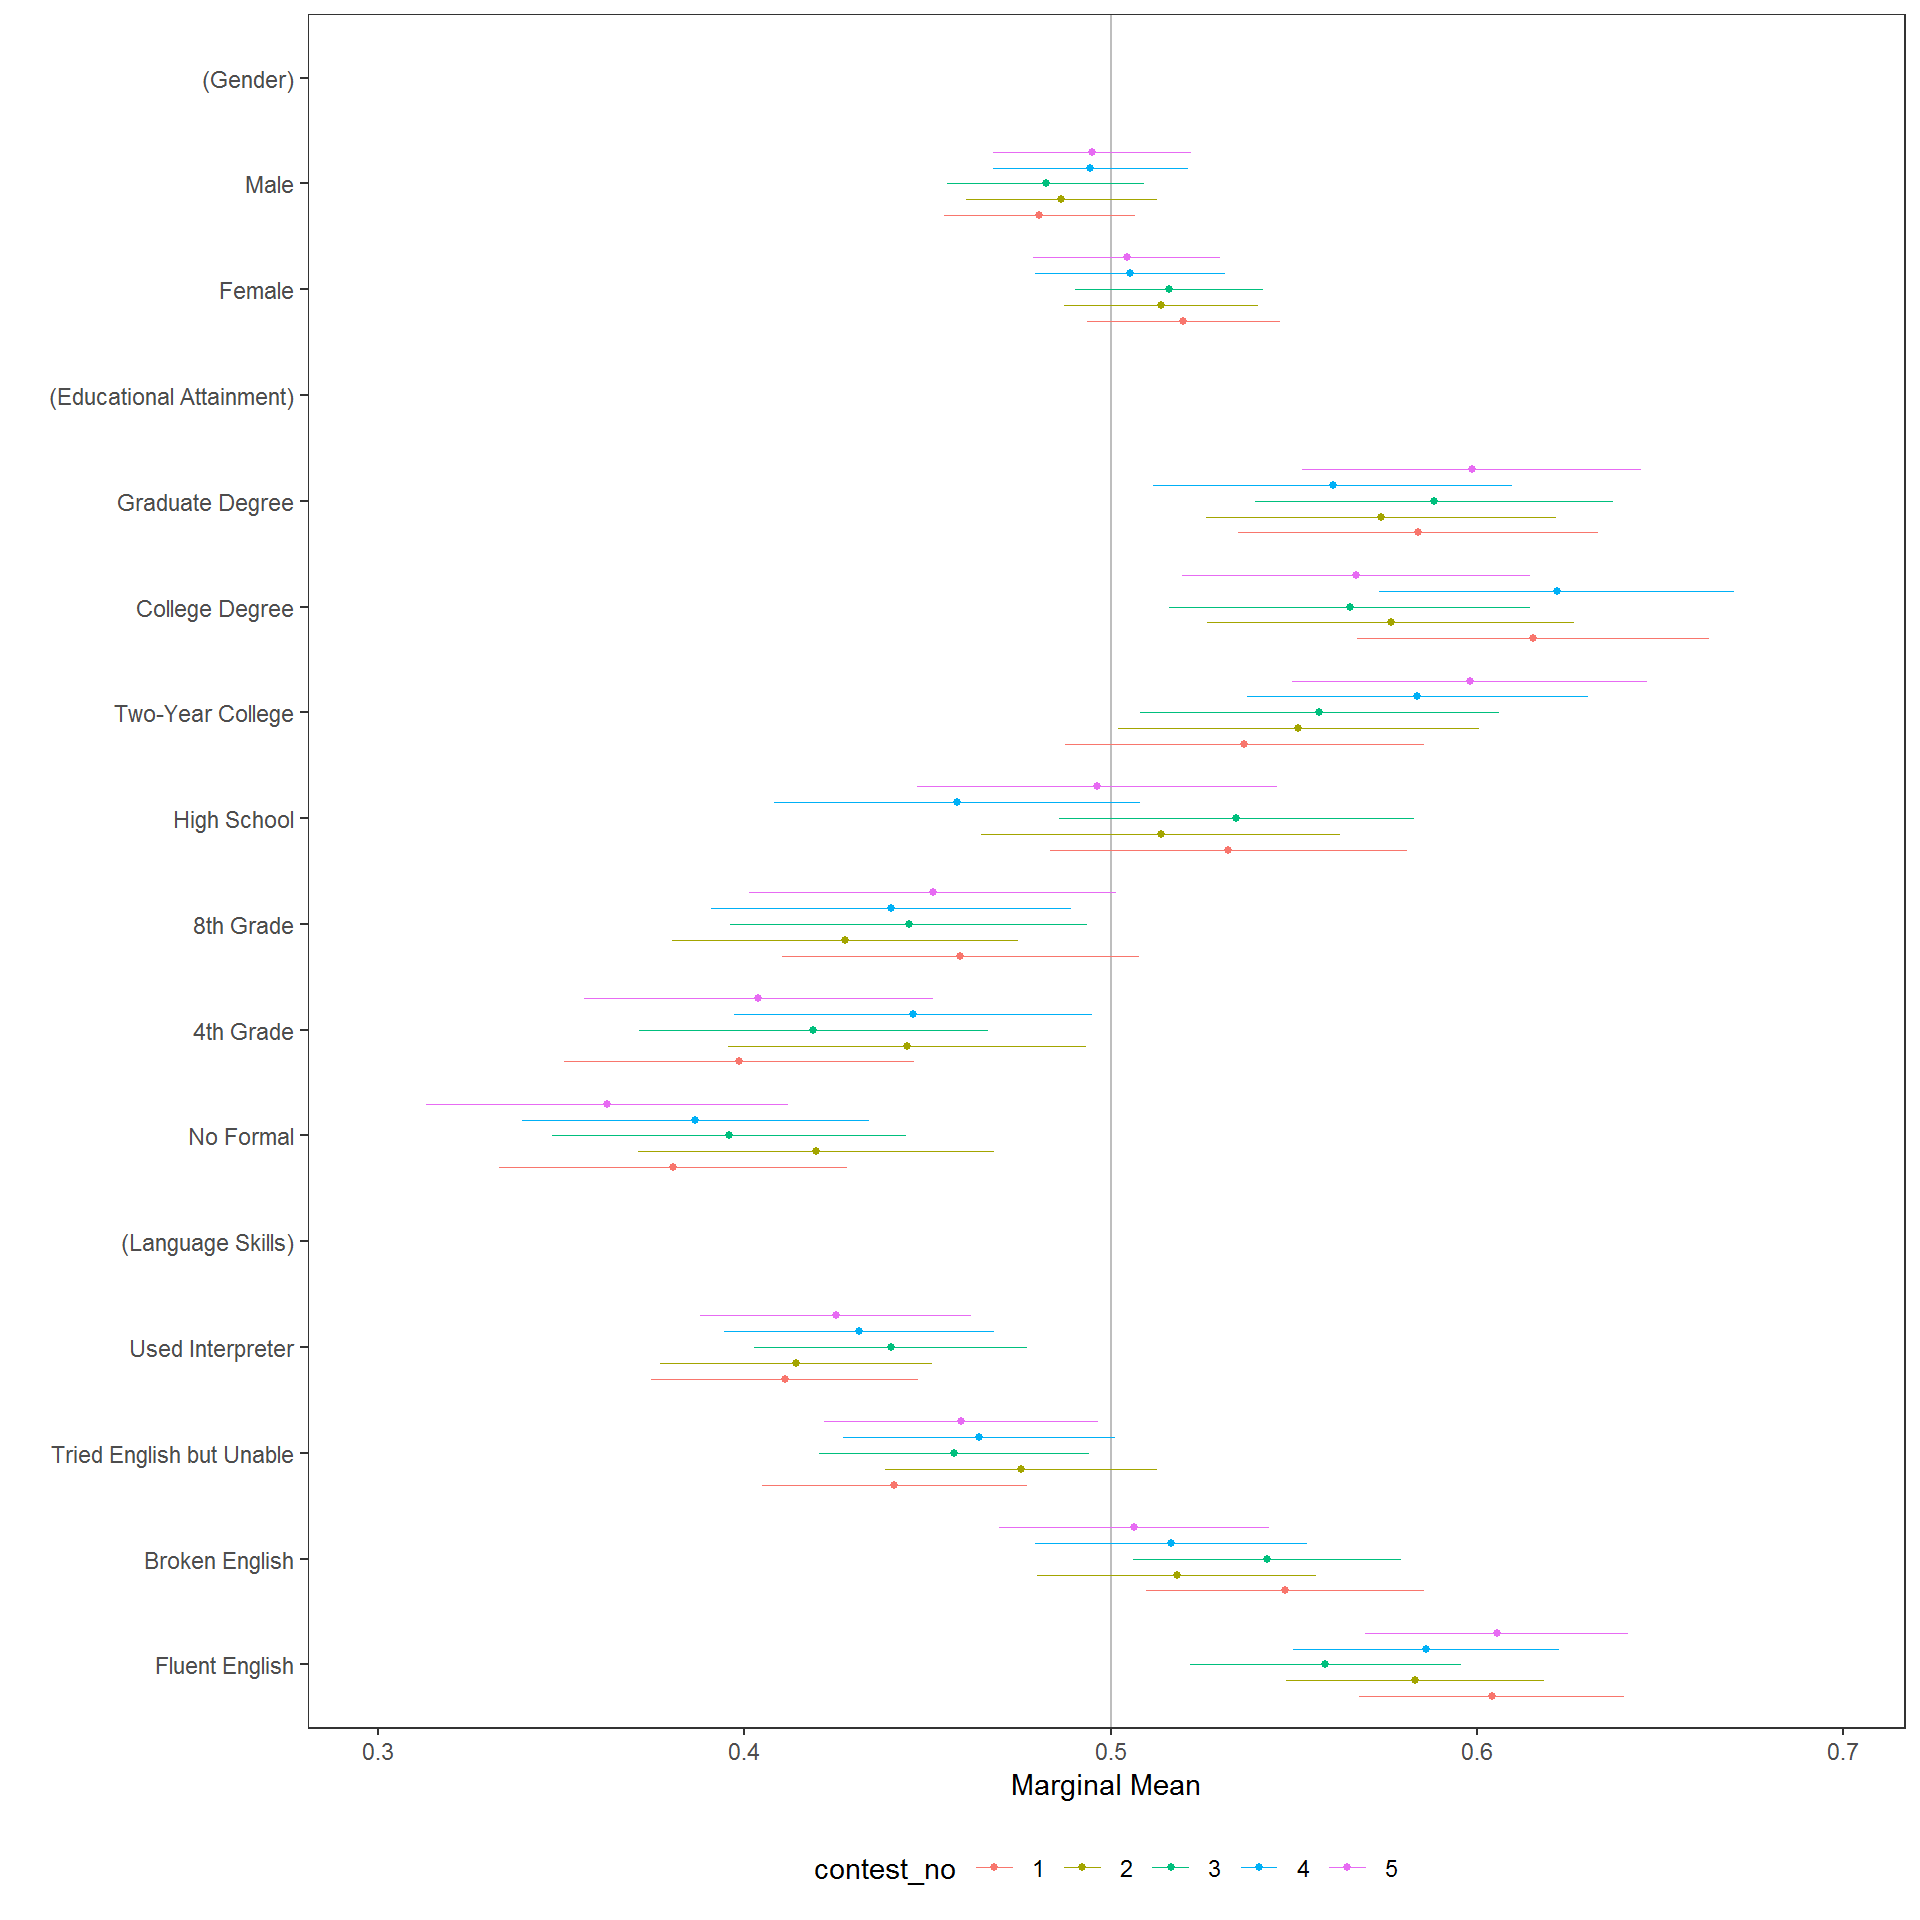 (Gender)
Male
Female
(Educational Attainment)
Graduate Degree
College Degree
Two-Year College
High School
8th Grade
4th Grade
No Formal
(Language Skills)
Used Interpreter
Tried English but Unable
Broken English
Fluent English
0.3 0.4 0.5 0.6 0.7
Marginal Mean
contest_no 1 2 3 4 5